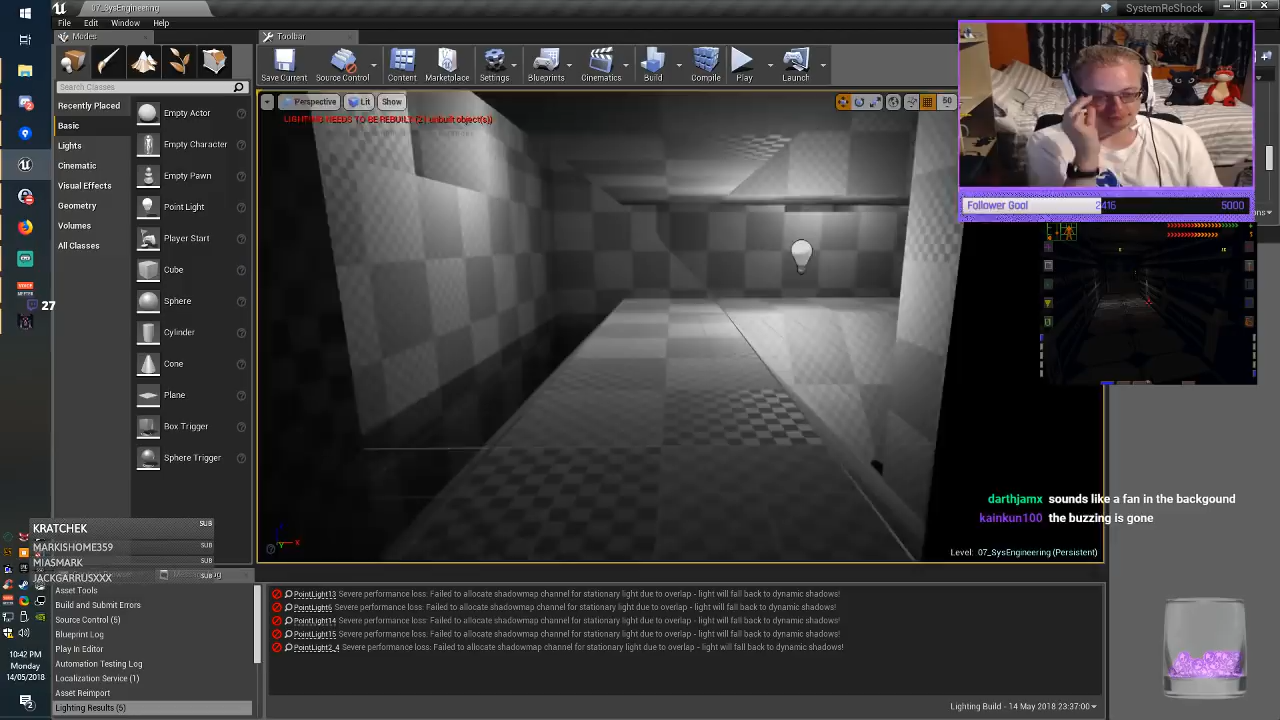 07_SysEngineering
SystemReShock
File Edit Window Help
Modes
Toolbar
Save Current Source Control Content Marketplace Settings Blueprints Cinematics Build Compile Play Launch
Search Classes
Recently Placed
Basic
Lights
Cinematic
Visual Effects
Geometry
Volumes
All Classes
Empty Actor
Empty Character
Empty Pawn
Point Light
Player Start
Cube
Sphere
Cylinder
Cone
Plane
Box Trigger
Sphere Trigger
Perspective Lit Show
50
Follower Goal 2416 5000
27
darthjamx sounds like a fan in the backgound
kainkun100 the buzzing is gone
Level: 07_SysEngineering (Persistent)
KRATCHEK SUB
MARKISHOME359 SUB
MIASMARK SUB
JACKGARRUSXXX SUB
Asset Tools
Build and Submit Errors
Source Control (5)
Blueprint Log
Play In Editor
Automation Testing Log
Localization Service (1)
Asset Reimport
Lighting Results (5)
PointLight13 Severe performance loss: Failed to allocate shadowmap channel for stationary light due to overlap - light will fall back to dynamic shadows!
PointLight6 Severe performance loss: Failed to allocate shadowmap channel for stationary light due to overlap - light will fall back to dynamic shadows!
PointLight14 Severe performance loss: Failed to allocate shadowmap channel for stationary light due to overlap - light will fall back to dynamic shadows!
PointLight15 Severe performance loss: Failed to allocate shadowmap channel for stationary light due to overlap - light will fall back to dynamic shadows!
PointLight2_4 Severe performance loss: Failed to allocate shadowmap channel for stationary light due to overlap - light will fall back to dynamic shadows!
Lighting Build - 14 May 2018 23:37:00
10:42 PM
Monday
14/05/2018